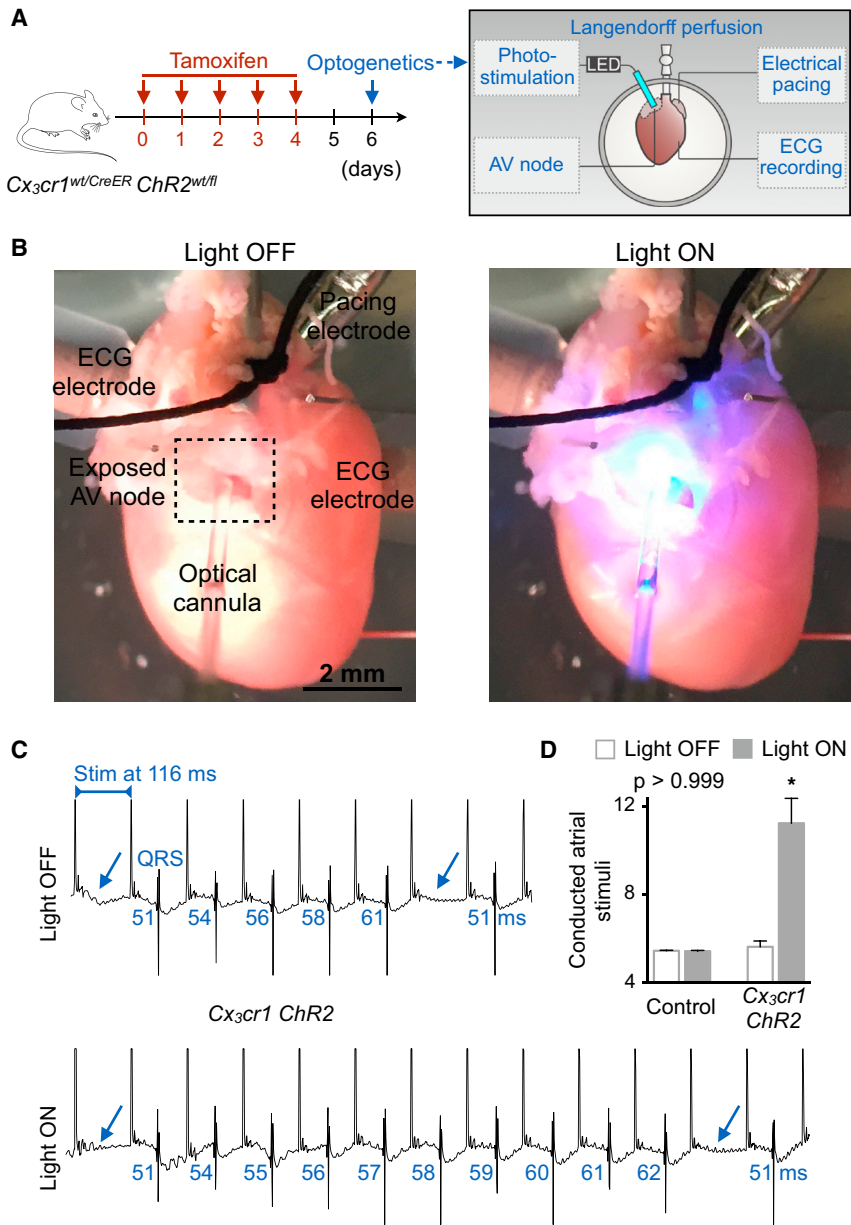 A
Tamoxifen
Optogenetics
0 1 2 3 4 5 6
(days)
Cx₃cr1^wt/CreER ChR2^wt/fl
Langendorff perfusion
Photo-
stimulation
LED
Electrical
pacing
AV node
ECG
recording
B
Light OFF
Light ON
Pacing
electrode
ECG
electrode
Exposed
AV node
ECG
electrode
Optical
cannula
2 mm
C
Stim at 116 ms
QRS
Light OFF
51 54 56 58 61 51 ms
Cx₃cr1 ChR2
Light ON
51 54 55 56 57 58 59 60 61 62 51 ms
D
Light OFF Light ON
p > 0.999 *
Conducted atrial
stimuli
12
8
4
Control
Cx₃cr1
ChR2